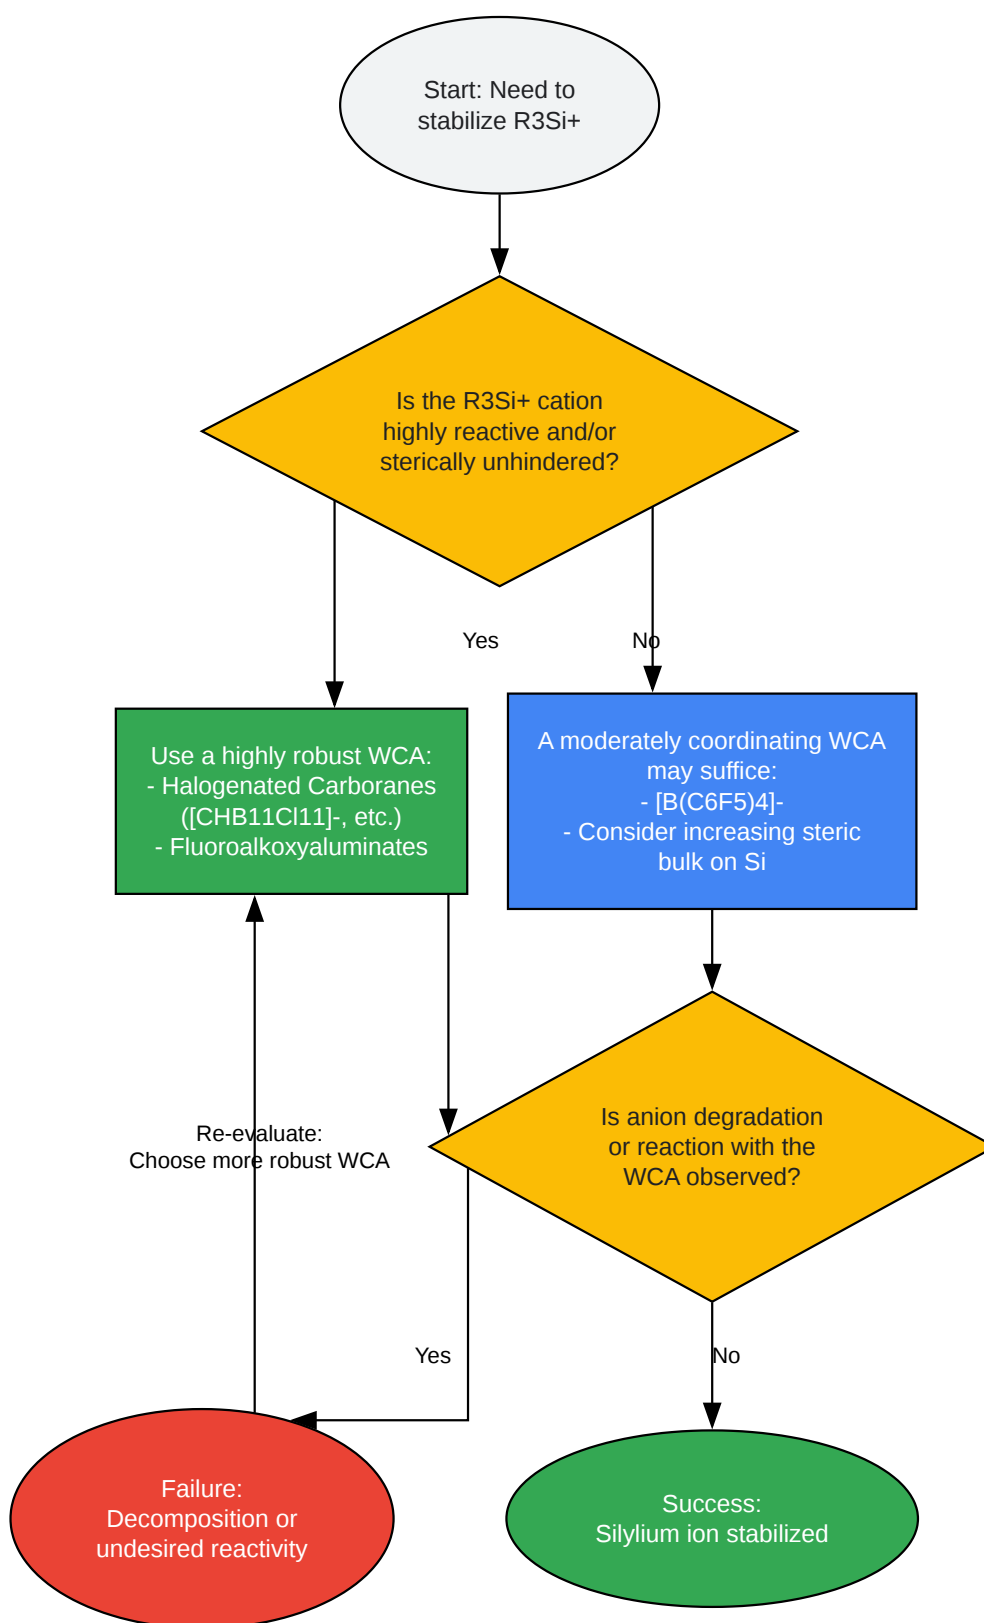 Start: Need to
stabilize R3Si+
Is the R3Si+ cation
highly reactive and/or
sterically unhindered?
Yes
No
Use a highly robust WCA:
- Halogenated Carboranes
([CHB11Cl11]-, etc.)
- Fluoroalkoxyaluminates
A moderately coordinating WCA
may suffice:
- [B(C6F5)4]-
- Consider increasing steric
bulk on Si
Re-evaluate:
Choose more robust WCA
Is anion degradation
or reaction with the
WCA observed?
Yes
No
Failure:
Decomposition or
undesired reactivity
Success:
Silylium ion stabilized